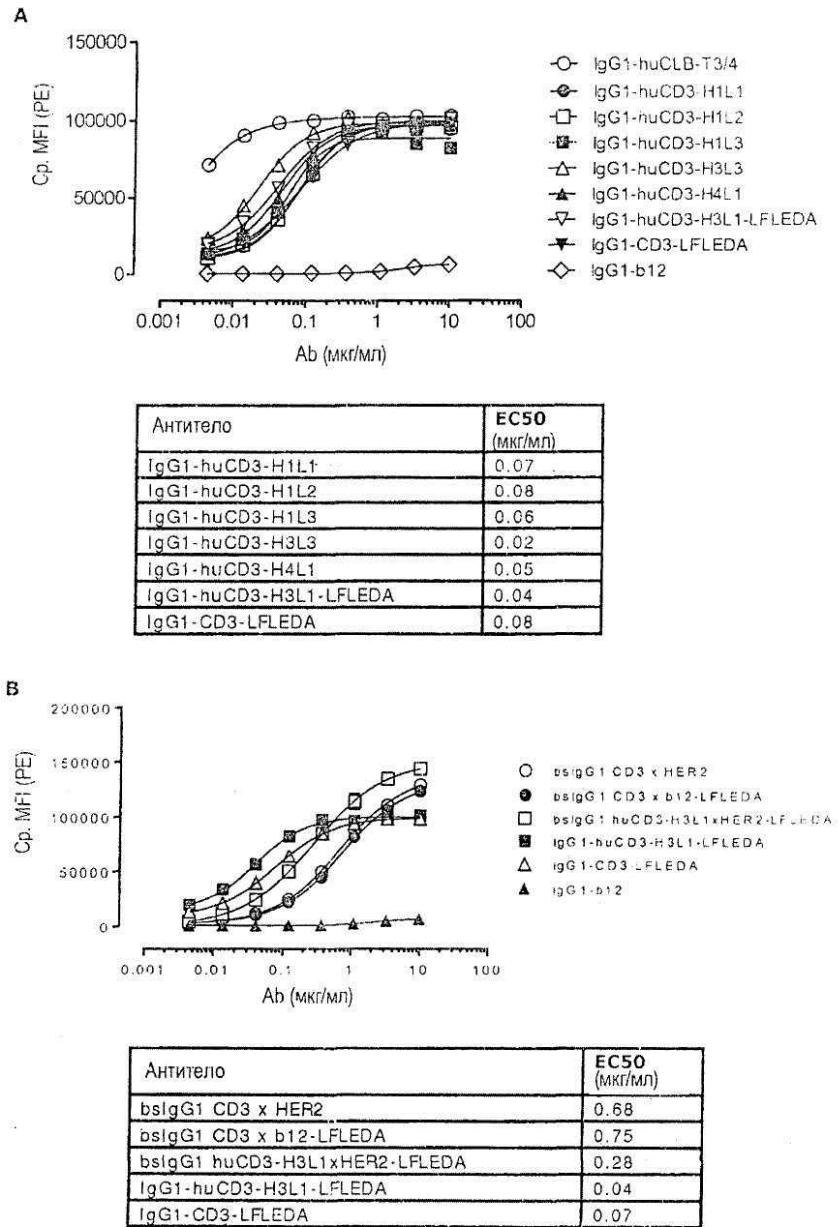 A
Ср. MFI (PE)
150000
100000
50000
0
0.001 0.01 0.1 1 10 100
Ab (мкг/мл)
IgG1-huCLB-T3/4
IgG1-huCD3-H1L1
IgG1-huCD3-H1L2
IgG1-huCD3-H1L3
IgG1-huCD3-H3L3
IgG1-huCD3-H4L1
IgG1-huCD3-H3L1-LFLEDA
IgG1-CD3-LFLEDA
IgG1-b12
Антитело EC50 (мкг/мл)
IgG1-huCD3-H1L1 0.07
IgG1-huCD3-H1L2 0.08
IgG1-huCD3-H1L3 0.06
IgG1-huCD3-H3L3 0.02
IgG1-huCD3-H4L1 0.05
IgG1-huCD3-H3L1-LFLEDA 0.04
IgG1-CD3-LFLEDA 0.08
B
Ср. MFI (PE)
200000
150000
100000
50000
0
0.001 0.01 0.1 1 10 100
Ab (мкг/мл)
bsIgG1 CD3 x HER2
bsIgG1 CD3 x b12-LFLEDA
bsIgG1 huCD3-H3L1xHER2-LFLEDA
IgG1-huCD3-H3L1-LFLEDA
IgG1-CD3-LFLEDA
IgG1-b12
Антитело EC50 (мкг/мл)
bsIgG1 CD3 x HER2 0.68
bsIgG1 CD3 x b12-LFLEDA 0.75
bsIgG1 huCD3-H3L1xHER2-LFLEDA 0.28
IgG1-huCD3-H3L1-LFLEDA 0.04
IgG1-CD3-LFLEDA 0.07